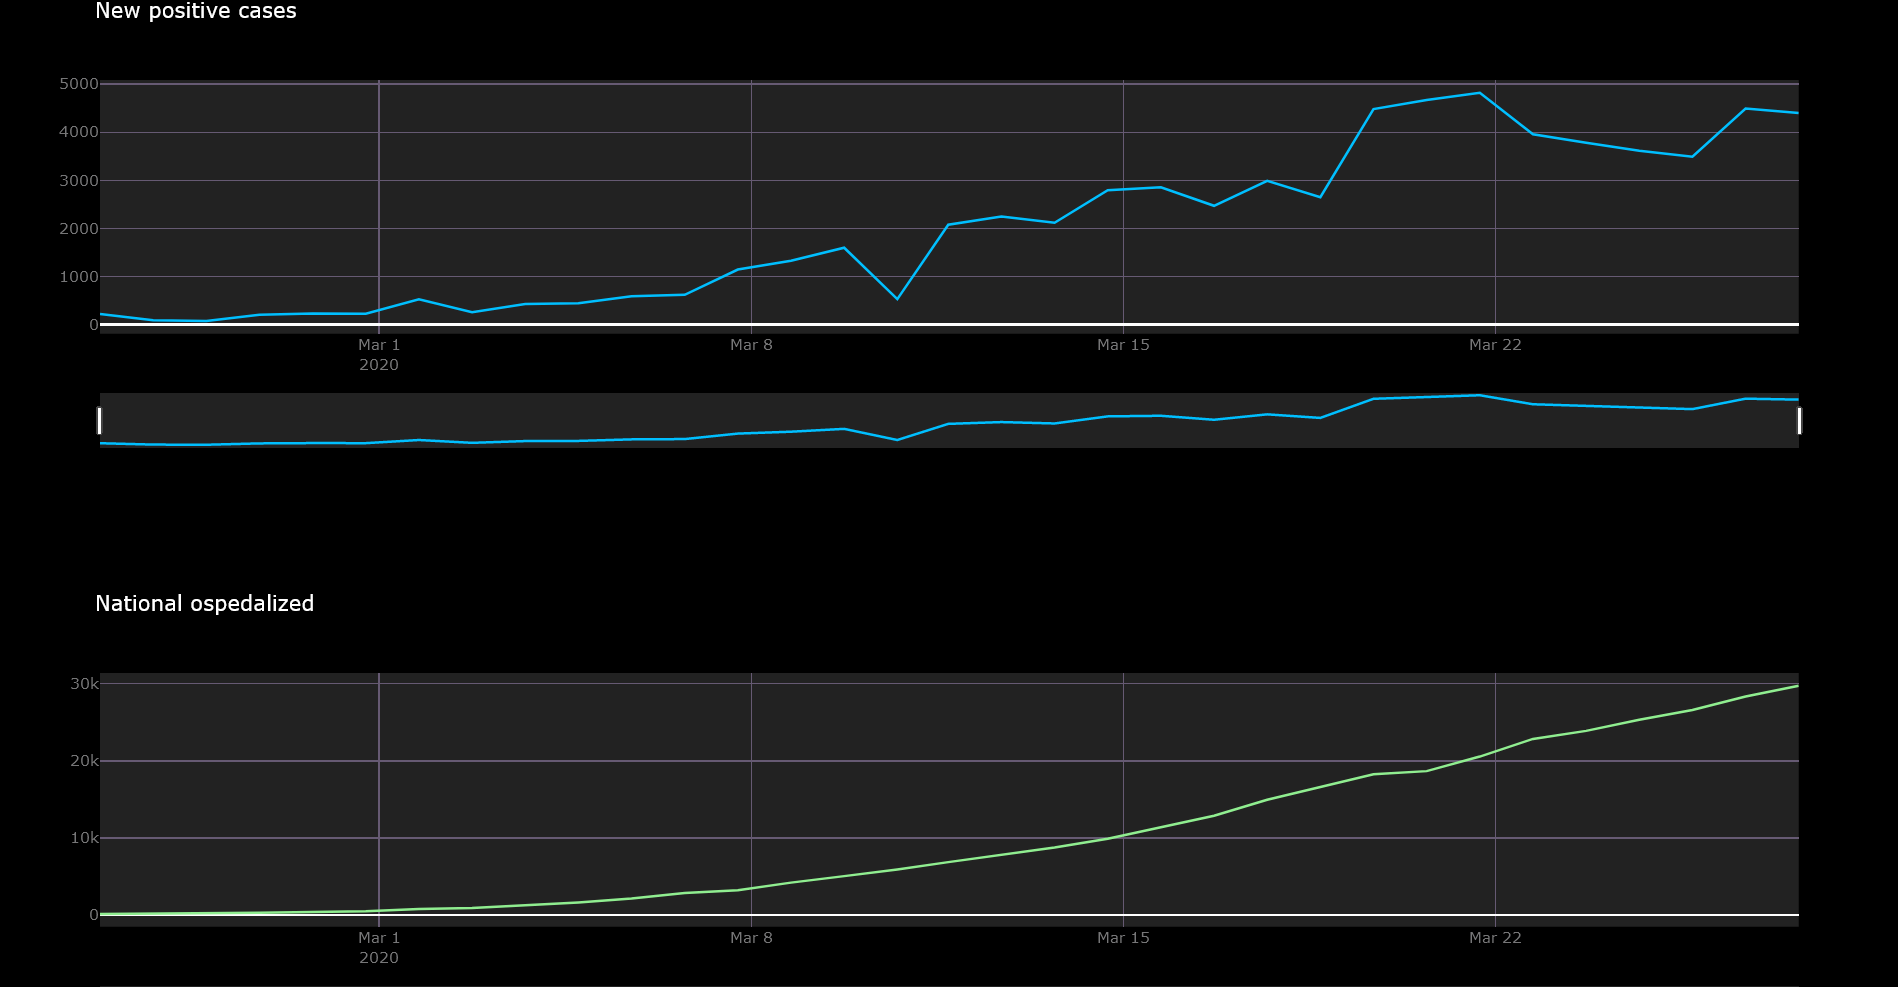 New positive cases
5000
4000
3000
2000
1000
0
Mar 1 Mar 8 Mar 15 Mar 22
2020
National ospedalized
30k
20k
10k
0
Mar 1 Mar 8 Mar 15 Mar 22
2020